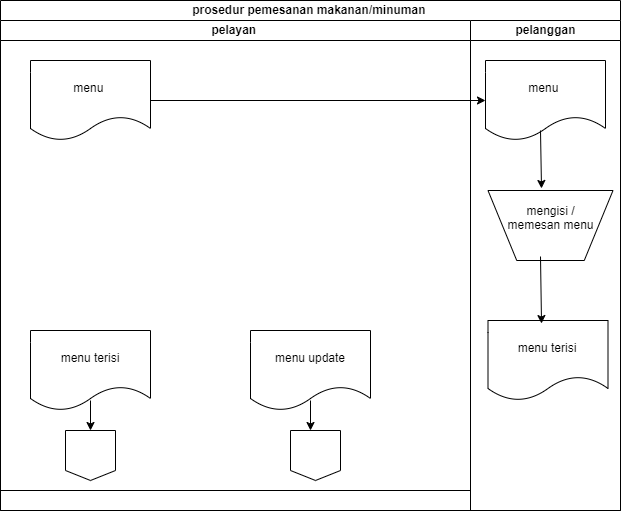 prosedur pemesanan makanan/minuman
pelayan
pelanggan
menu
menu
mengisi /
memesan menu
menu terisi
menu update
menu terisi